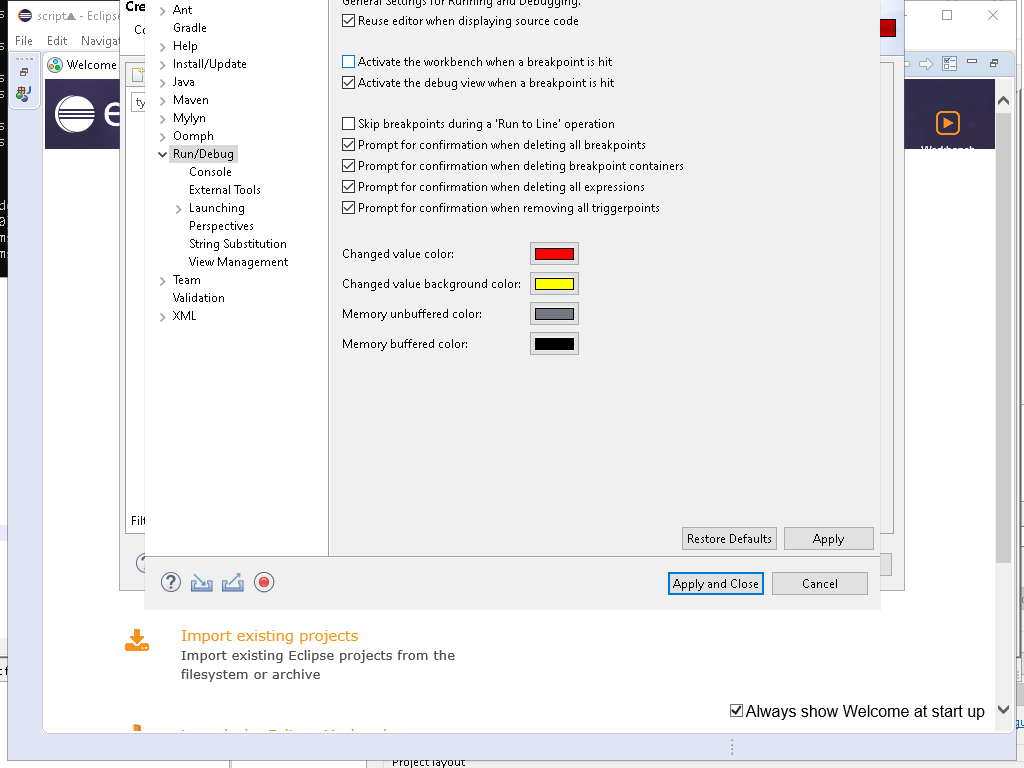 script▲ - Eclipse
Cre
File Edit Navigat
Welcome
e
Ant
Gradle
Help
Install/Update
Java
Maven
Mylyn
Oomph
Run/Debug
Console
External Tools
Launching
Perspectives
String Substitution
View Management
Team
Validation
XML
General Settings for Running and Debugging.
Reuse editor when displaying source code
Activate the workbench when a breakpoint is hit
Activate the debug view when a breakpoint is hit
Skip breakpoints during a 'Run to Line' operation
Prompt for confirmation when deleting all breakpoints
Prompt for confirmation when deleting breakpoint containers
Prompt for confirmation when deleting all expressions
Prompt for confirmation when removing all triggerpoints
Changed value color:
Changed value background color:
Memory unbuffered color:
Memory buffered color:
Restore Defaults Apply
Apply and Close Cancel
Workbench
Filt
Import existing projects
Import existing Eclipse projects from the
filesystem or archive
Always show Welcome at start up
Project layout